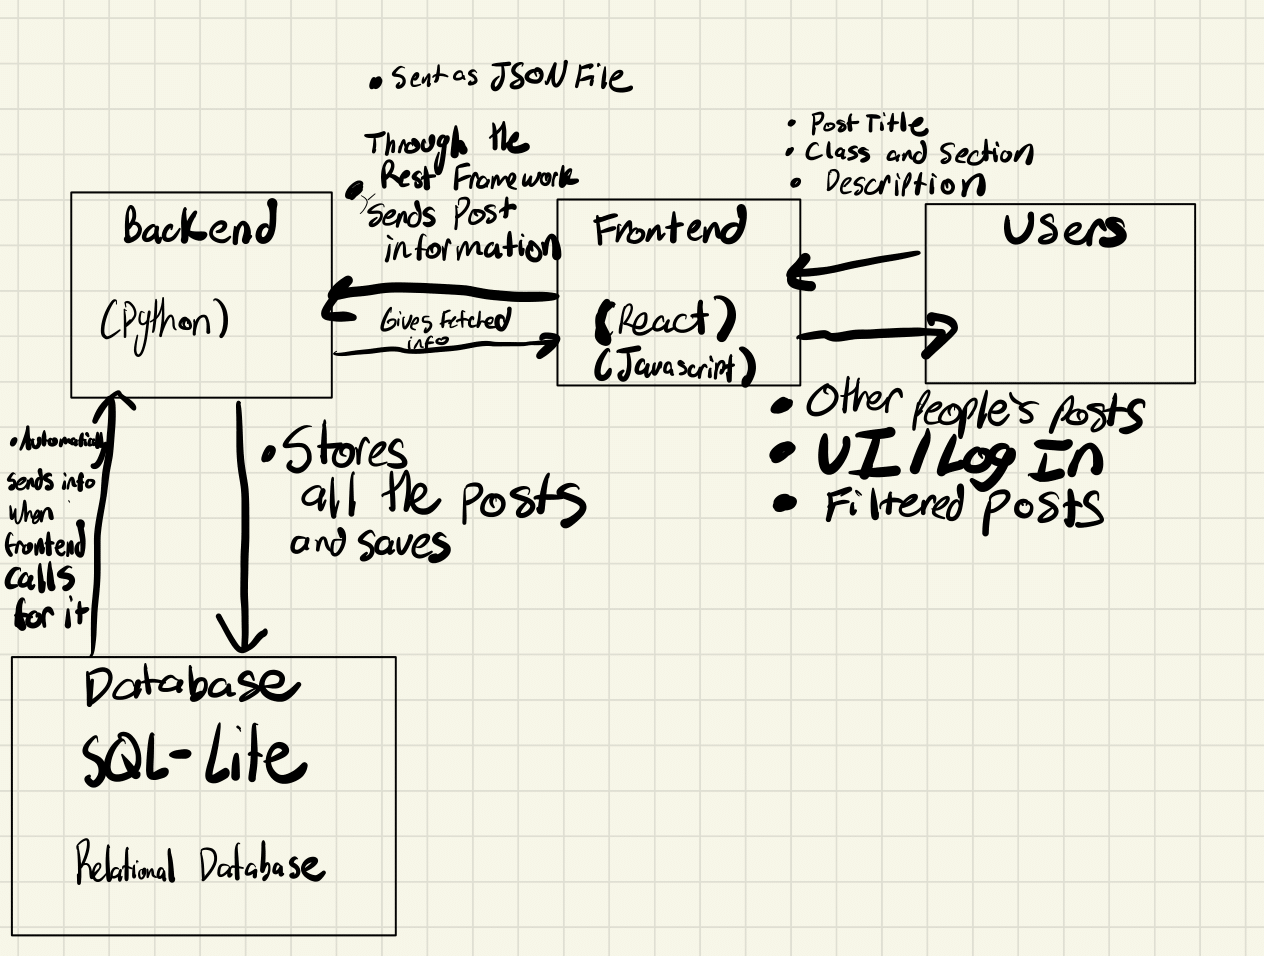 • Sent as JSON File
Through the
• Rest Framework
Sends Post
information
• Post Title
• Class and Section
• Description
Backend
(Python)
Gives Fetched
info
Frontend
(React)
(Javascript)
Users
• Other People's posts
• UI/Log In
• Filtered posts
• Automatically
sends info
when
frontend
calls
for it
• Stores
all the posts
and saves
Database
SQL-Lite
Relational Database